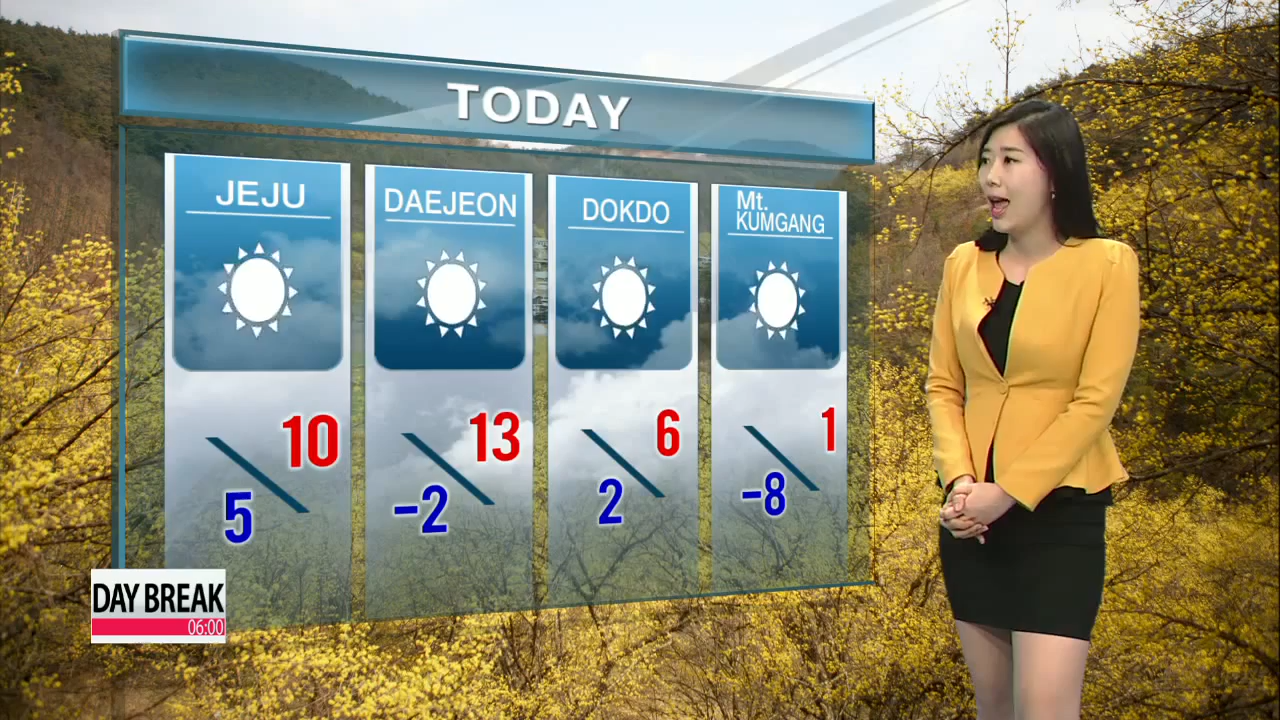 TODAY
JEJU
10
5
DAEJEON
13
-2
DOKDO
6
2
Mt.
KUMGANG
1
-8
DAY BREAK
06:00